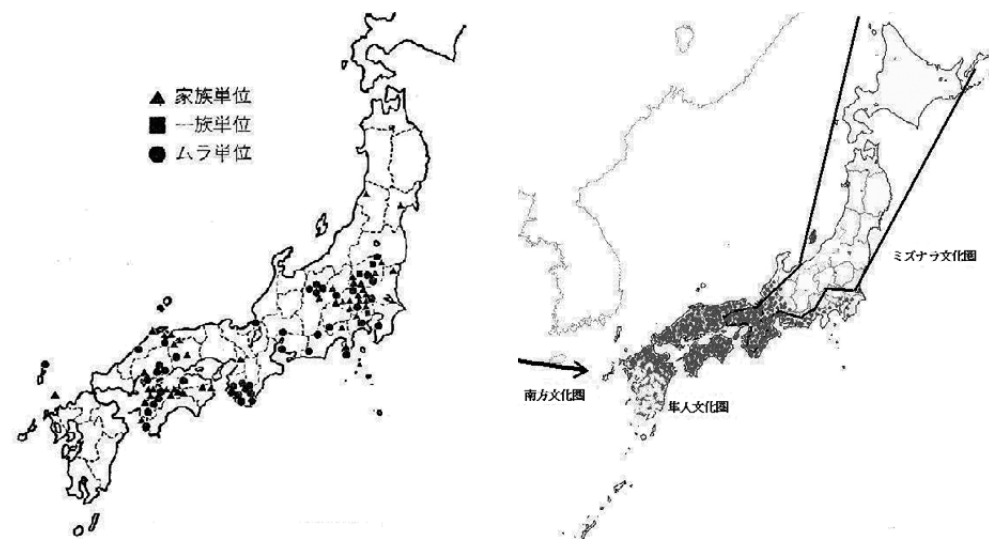 ▲ 家族単位
■ 一族単位
● ムラ単位
ミズナラ文化圏
南方文化圏
隼人文化圏